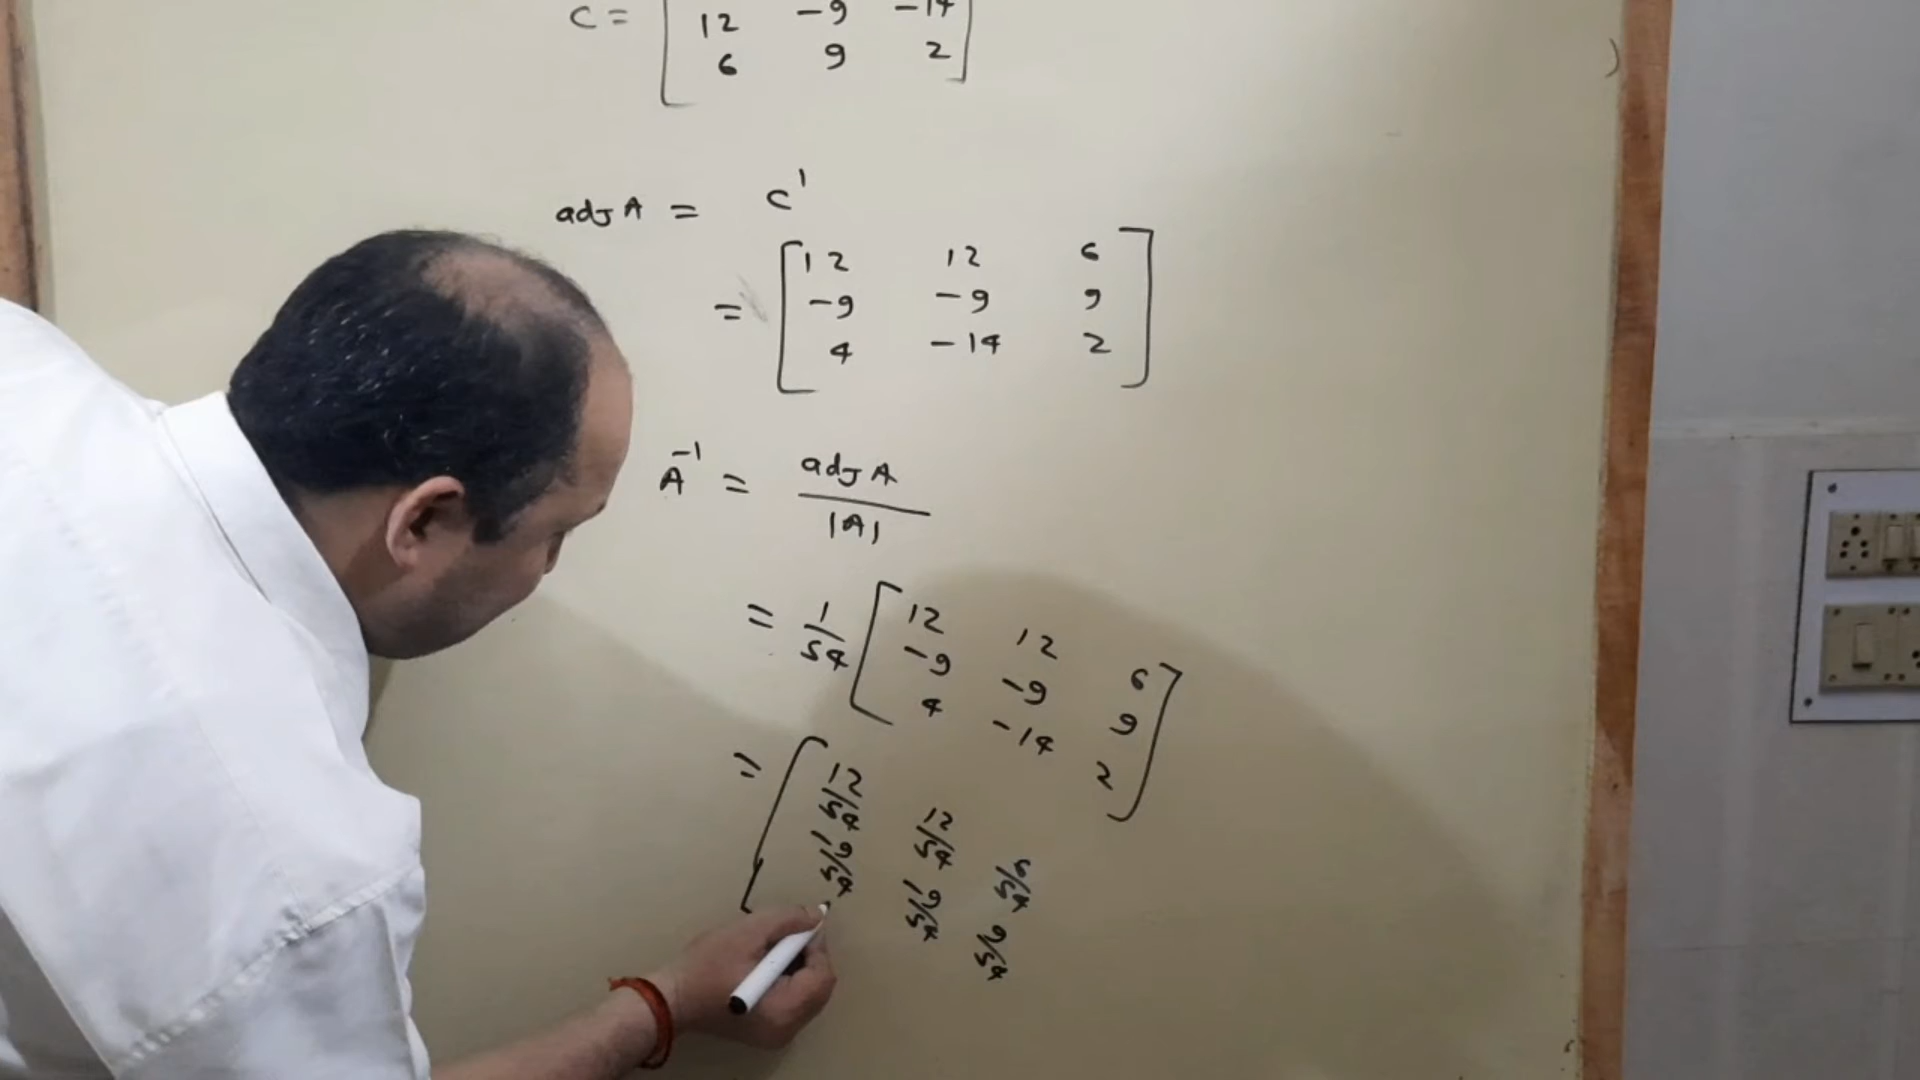 C = 12 -9 -14
6 9 2
adj A = C'
= 12 12 6
-9 -9 9
4 -14 2
A⁻¹ = adj A / |A|
= 1/54 12 12 6
-9 -9 9
4 -14 2
= 12/54 12/54 6/54
-9/54 -9/54 9/54